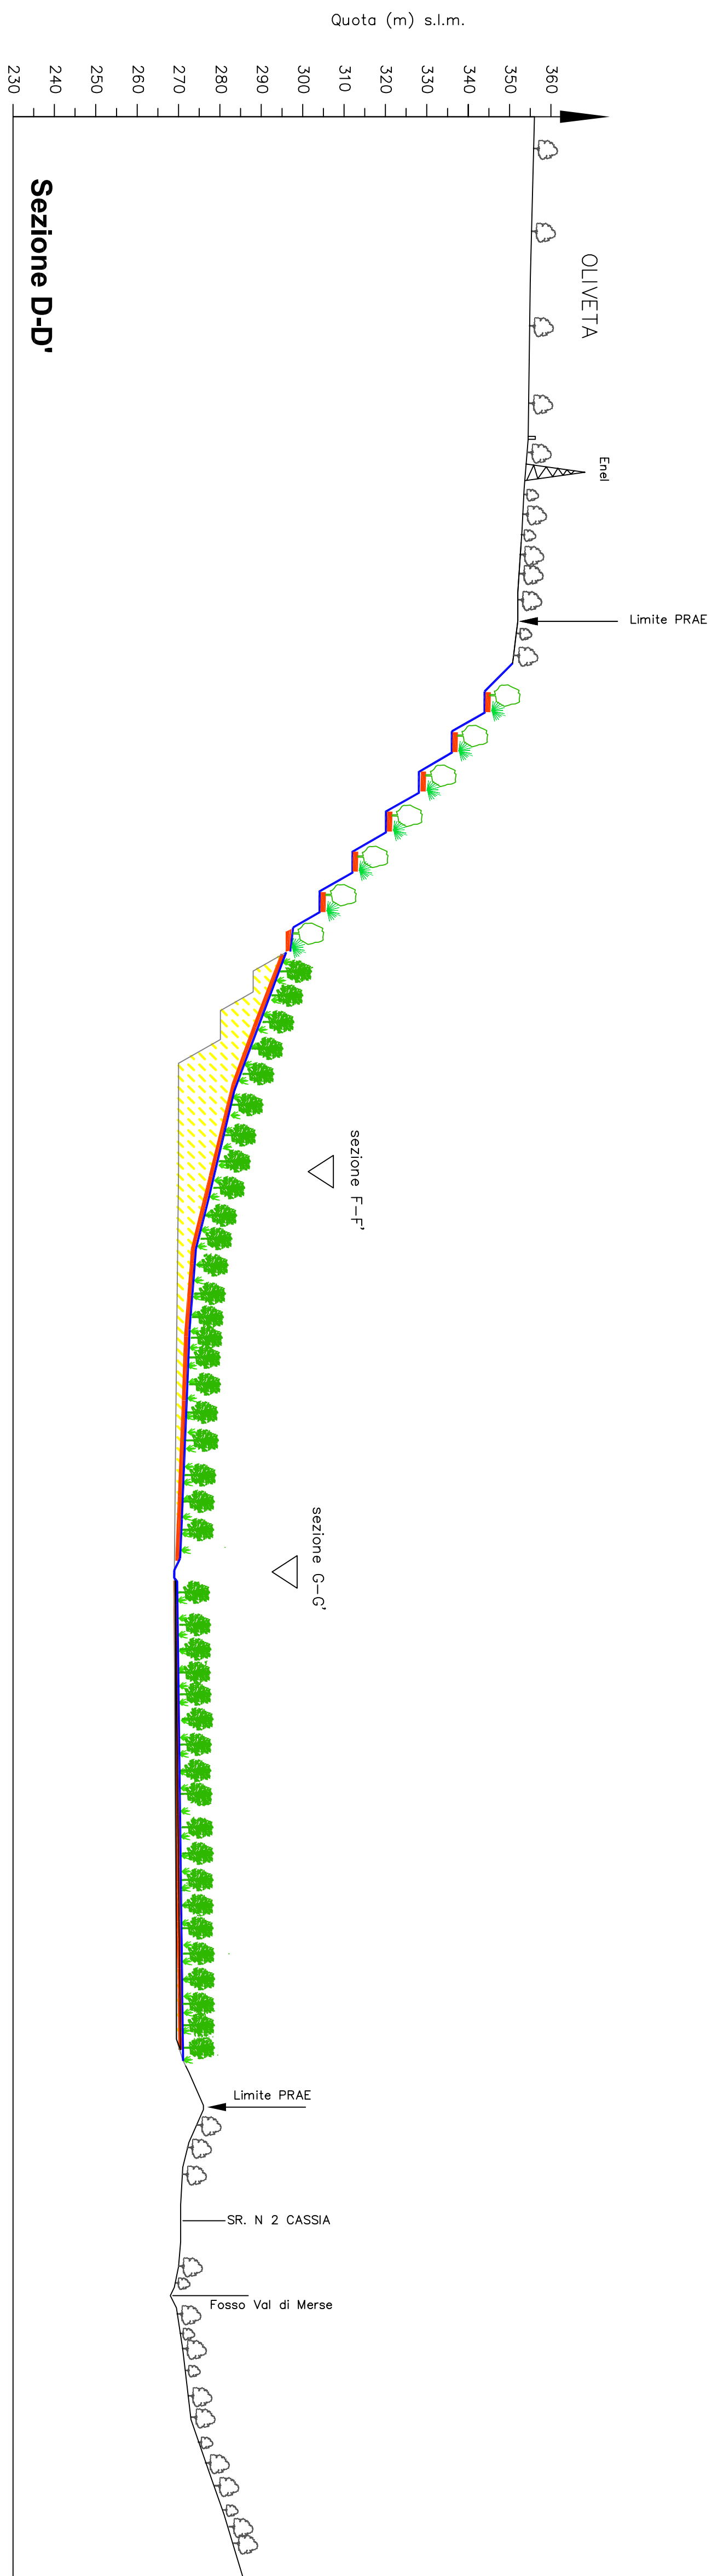 Quota (m) s.l.m.
360
350
340
330
320
310
300
290
280
270
260
250
240
230
Sezione D-D'
OLIVETA
Enel
Limite PRAE
sezione F-F'
sezione G-G'
Limite PRAE
SR. N 2 CASSIA
Fosso Val di Merse